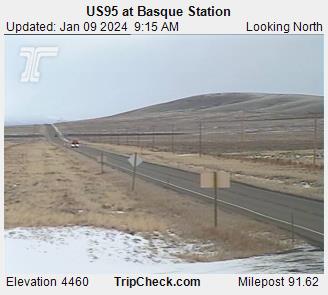 US95 at Basque Station
Updated: Jan 09 2024 9:15 AM Looking North
Elevation 4460 TripCheck.com Milepost 91.62